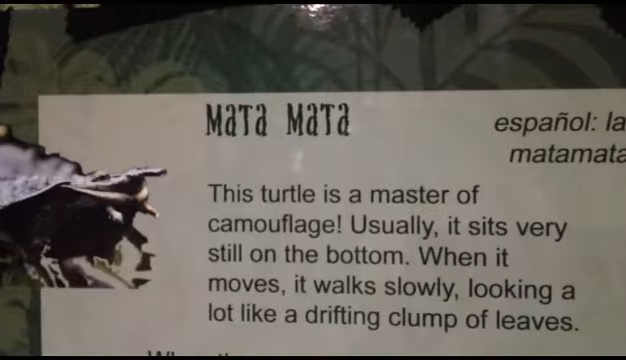 Mata Mata
español: la
matamata
This turtle is a master of
camouflage! Usually, it sits very
still on the bottom. When it
moves, it walks slowly, looking a
lot like a drifting clump of leaves.